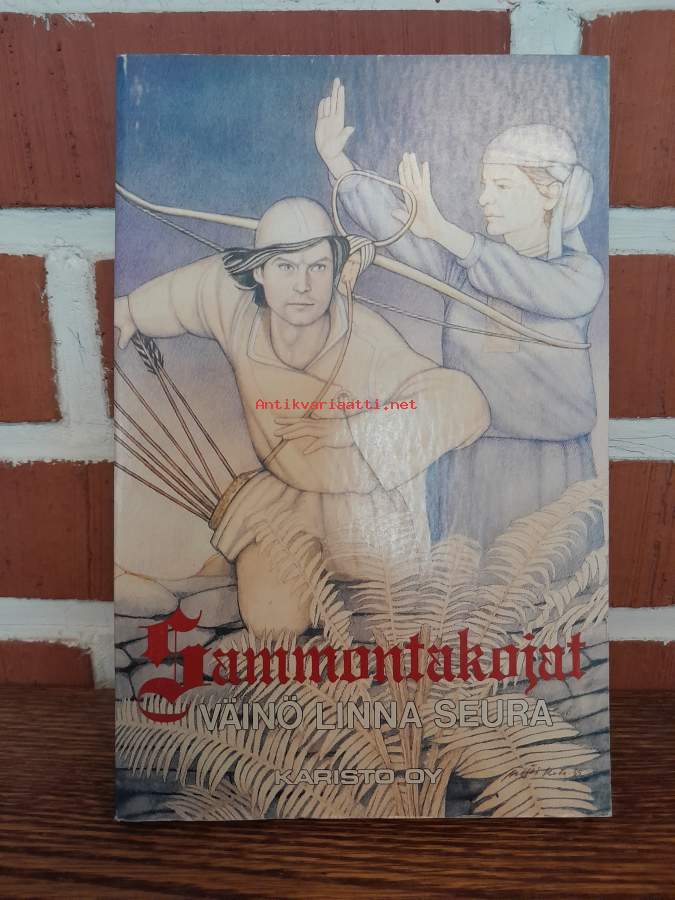 Antikvariaatti.net
Sammontakojat
VÄINÖ LINNA SEURA
KARISTO OY